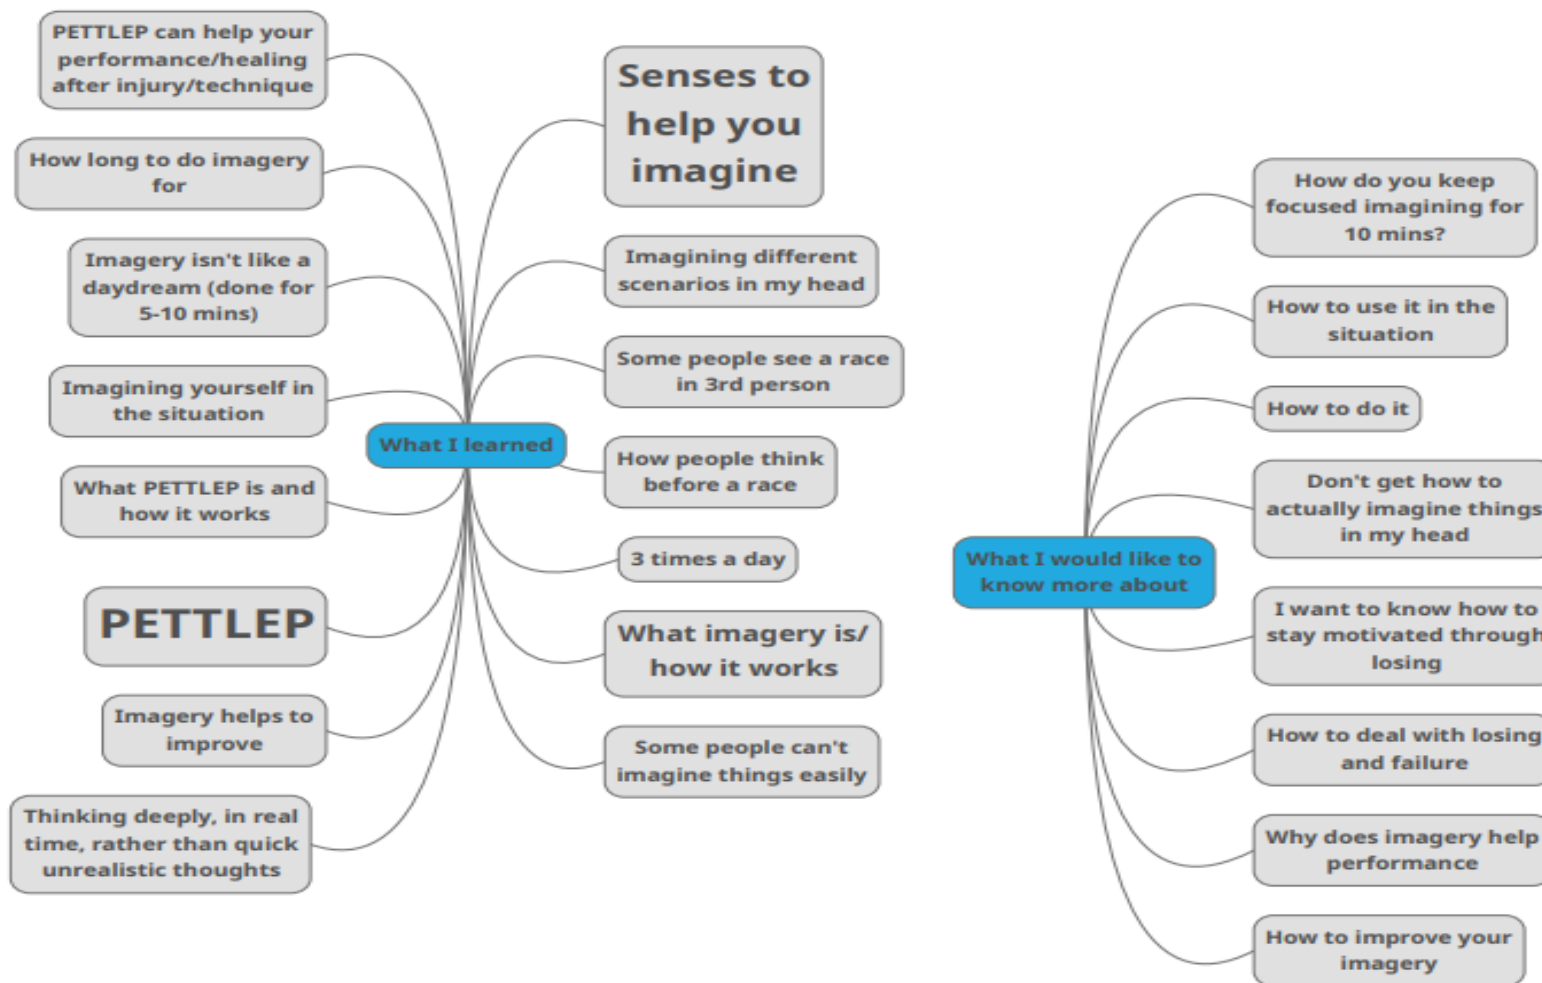 PETTLEP can help your
performance/healing
after injury/technique
How long to do imagery
for
Imagery isn't like a
daydream (done for
5-10 mins)
Imagining yourself in
the situation
What PETTLEP is and
how it works
PETTLEP
Imagery helps to
improve
Thinking deeply, in real
time, rather than quick
unrealistic thoughts
What I learned
Senses to
help you
imagine
Imagining different
scenarios in my head
Some people see a race
in 3rd person
How people think
before a race
3 times a day
What imagery is/
how it works
Some people can't
imagine things easily
What I would like to
know more about
How do you keep
focused imagining for
10 mins?
How to use it in the
situation
How to do it
Don't get how to
actually imagine things
in my head
I want to know how to
stay motivated through
losing
How to deal with losing
and failure
Why does imagery help
performance
How to improve your
imagery